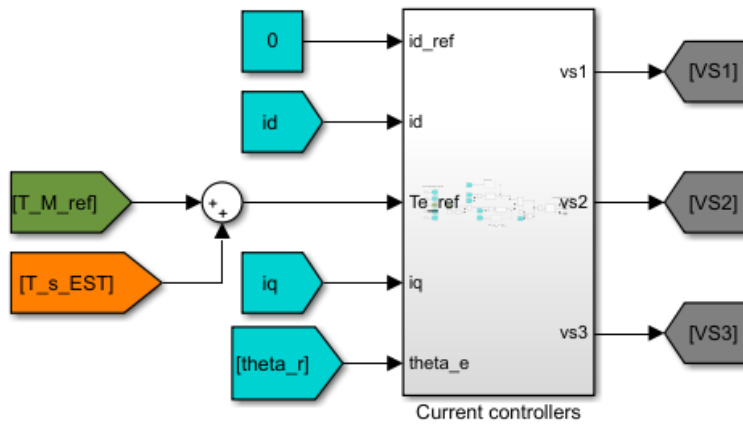 0
id_ref
vs1
[VS1]
id
id
[T_M_ref]
+
+
Te_ref
vs2
[VS2]
[T_s_EST]
iq
iq
vs3
[VS3]
[theta_r]
theta_e
Current controllers